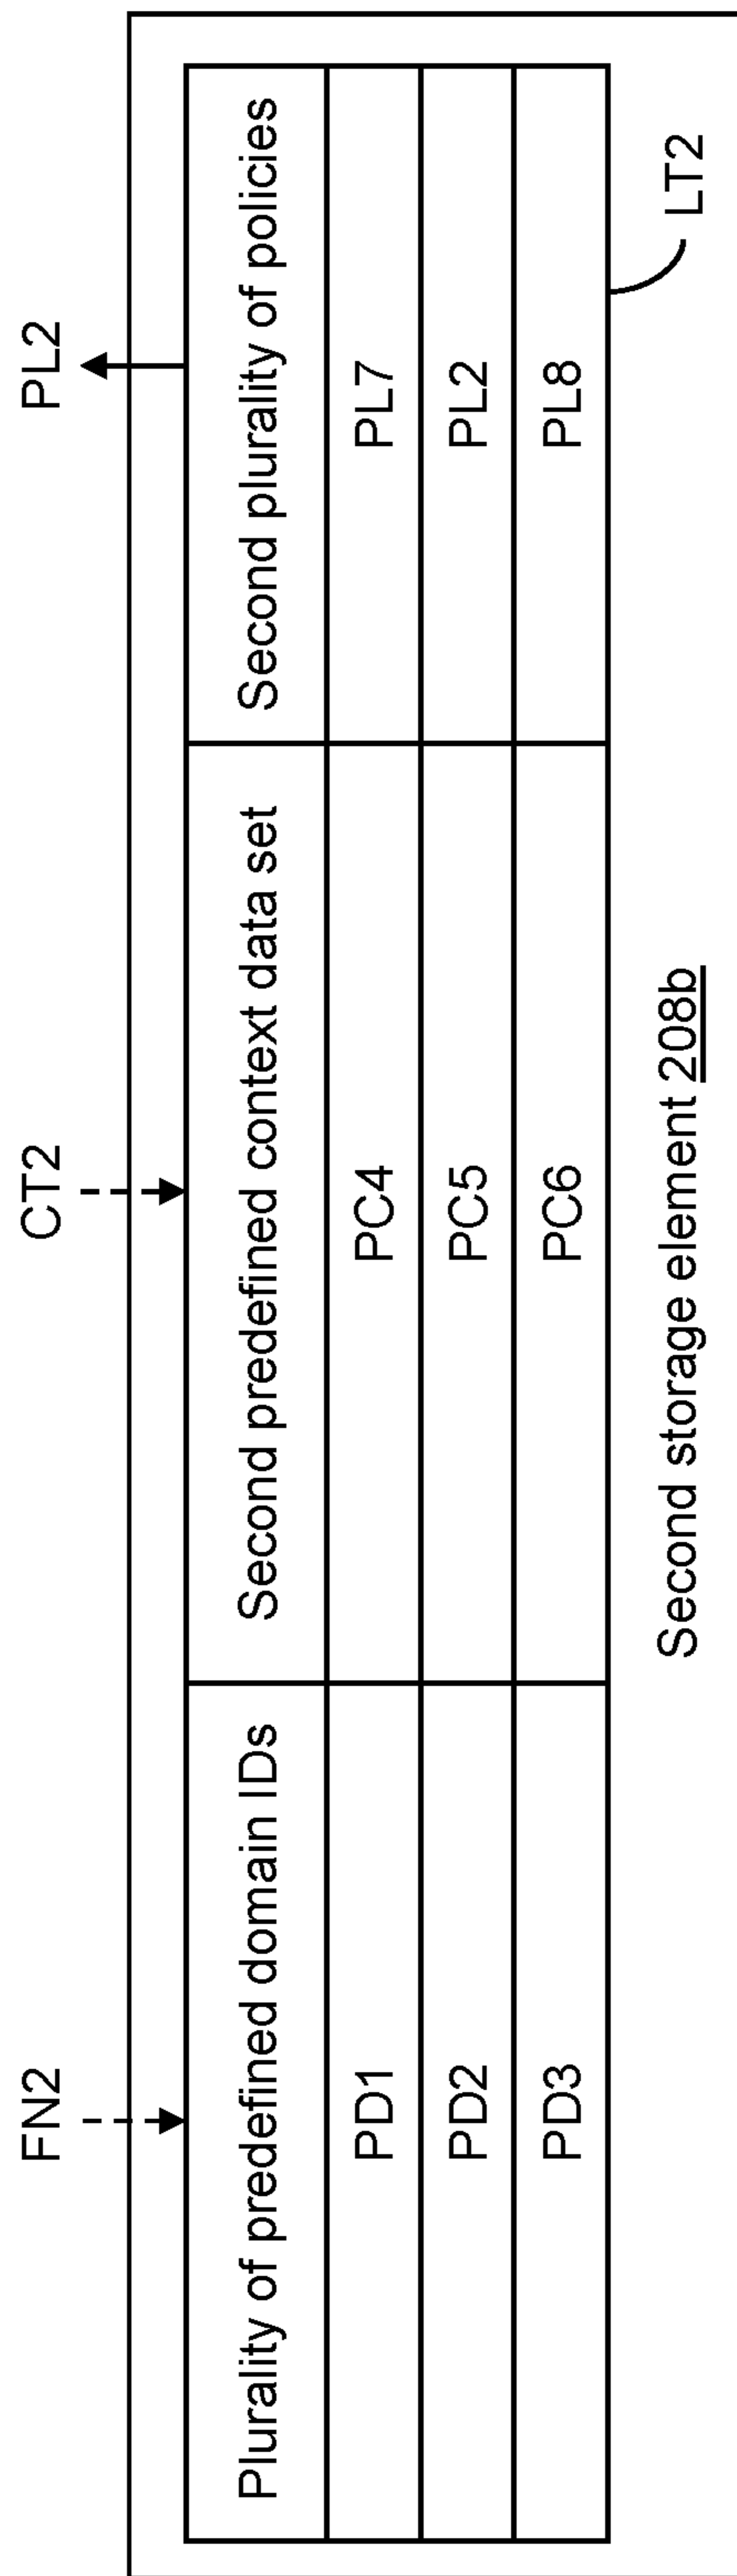 FN2
CT2
PL2
Plurality of predefined domain IDs
Second predefined context data set
Second plurality of policies
PD1
PC4
PL7
PD2
PC5
PL2
PD3
PC6
PL8
Second storage element 208b
LT2